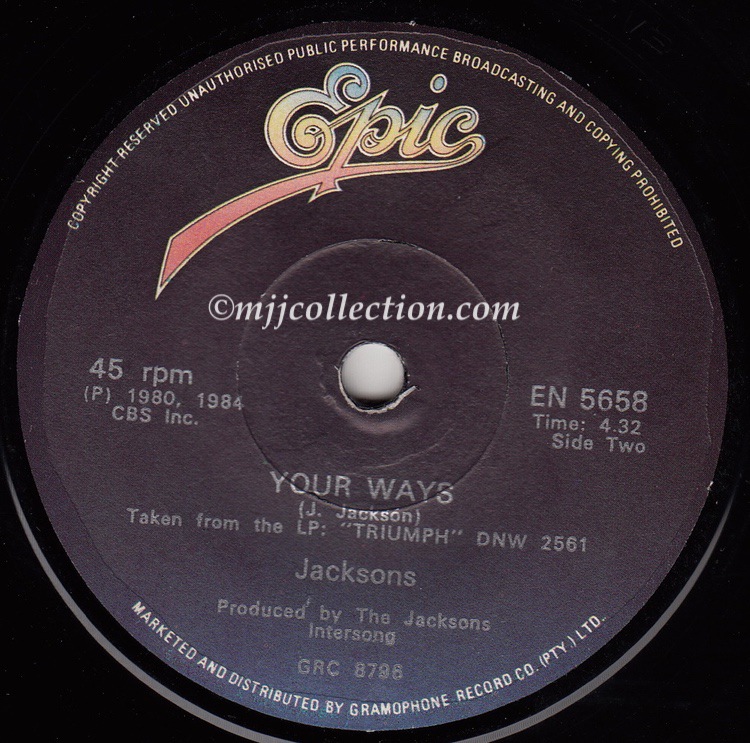 COPYRIGHT RESERVED UNAUTHORISED PUBLIC PERFORMANCE BROADCASTING AND COPYING PROHIBITED
Epic
©mjjcollection.com
45 rpm
(P) 1980, 1984
CBS Inc.
EN 5658
Time: 4.32
Side Two
YOUR WAYS
(J. Jackson)
Taken from the LP: "TRIUMPH" DNW 2561
Jacksons
Produced by The Jacksons
Intersong
GRC 8796
MARKETED AND DISTRIBUTED BY GRAMOPHONE RECORD CO. (PTY.) LTD.